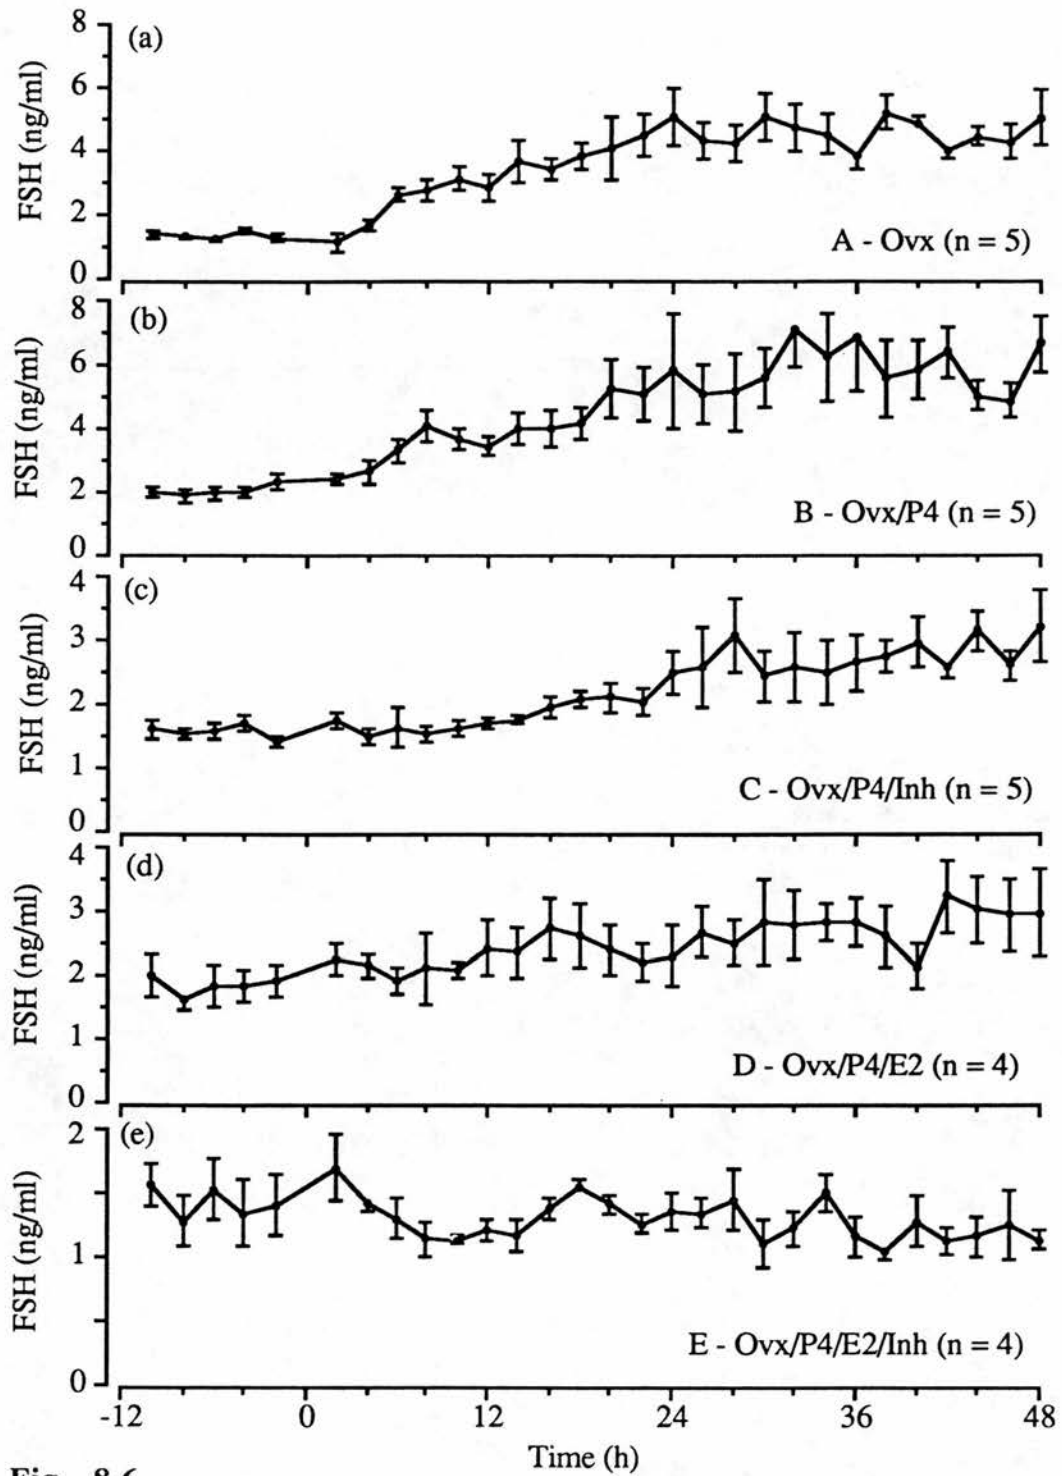 (a)
8
6
4
2
0
FSH (ng/ml)
A - Ovx (n = 5)
(b)
8
6
4
2
0
FSH (ng/ml)
B - Ovx/P4 (n = 5)
(c)
4
3
2
1
0
FSH (ng/ml)
C - Ovx/P4/Inh (n = 5)
(d)
4
3
2
1
0
FSH (ng/ml)
D - Ovx/P4/E2 (n = 4)
(e)
2
1
0
FSH (ng/ml)
E - Ovx/P4/E2/Inh (n = 4)
-12 0 12 24 36 48
Time (h)